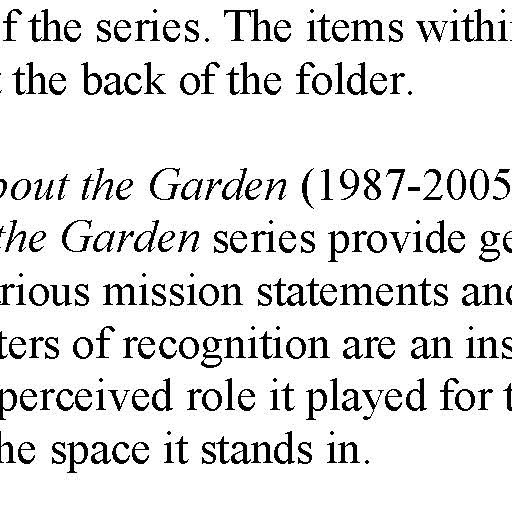 f the series. The items withi
t the back of the folder.
bout the Garden (1987-2005
the Garden series provide ge
rious mission statements and
ters of recognition are an ins
perceived role it played for t
he space it stands in.